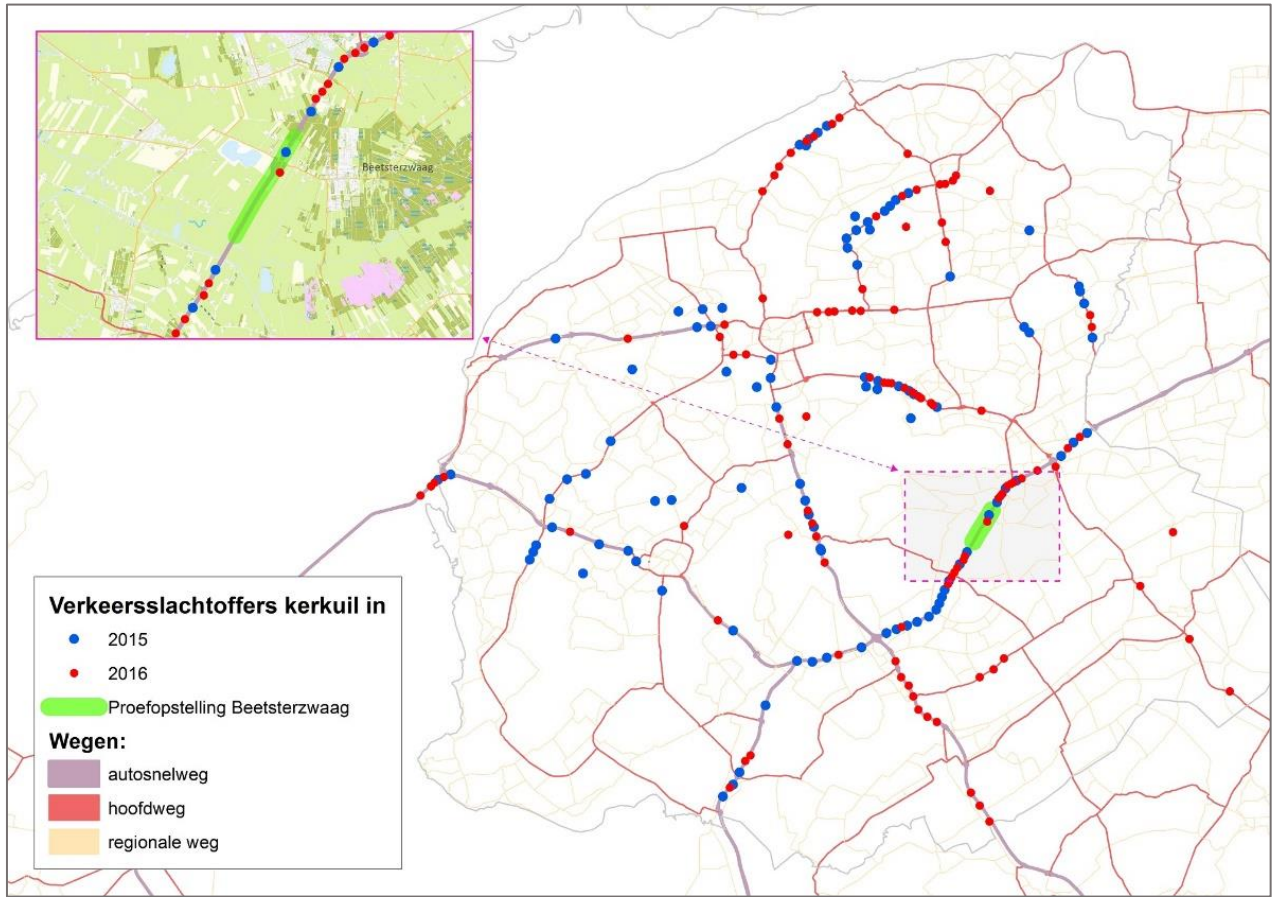 Beetsterzwaag
Verkeersslachtoffers kerkuil in
2015
2016
Proefopstelling Beetsterzwaag
Wegen:
autosnelweg
hoofdweg
regionale weg